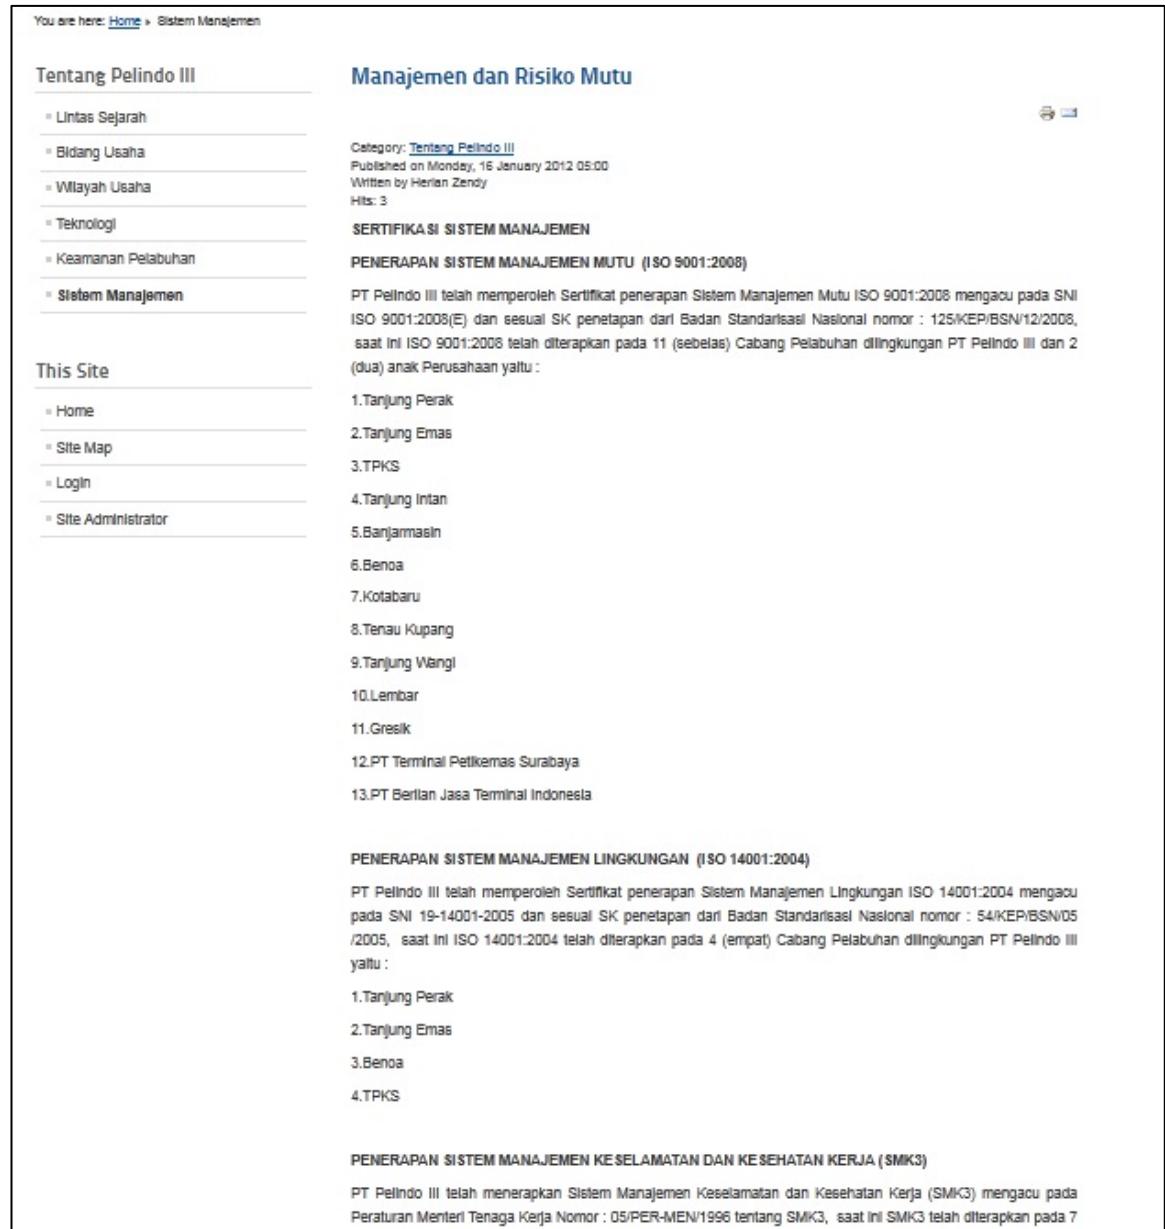 You are here: Home » Sistem Manajemen
Tentang Pelindo III
Lintas Sejarah
Bidang Usaha
Wilayah Usaha
Teknologi
Keamanan Pelabuhan
Sistem Manajemen
This Site
Home
Site Map
Login
Site Administrator
Manajemen dan Risiko Mutu
Category: Tentang Pelindo III
Published on Monday, 16 January 2012 05:00
Written by Herlan Zendy
Hits: 3
SERTIFIKASI SISTEM MANAJEMEN
PENERAPAN SISTEM MANAJEMEN MUTU (ISO 9001:2008)
PT Pelindo III telah memperoleh Sertifikat penerapan Sistem Manajemen Mutu ISO 9001:2008 mengacu pada SNI
ISO 9001:2008(E) dan sesuai SK penetapan dari Badan Standarisasi Nasional nomor : 125/KEP/BSN/12/2008,
saat ini ISO 9001:2008 telah diterapkan pada 11 (sebelas) Cabang Pelabuhan dilingkungan PT Pelindo III dan 2
(dua) anak Perusahaan yaitu :
1.Tanjung Perak
2.Tanjung Emas
3.TPKS
4.Tanjung Intan
5.Banjarmasin
6.Benoa
7.Kotabaru
8.Tenau Kupang
9.Tanjung Wangi
10.Lembar
11.Gresik
12.PT Terminal Petikemas Surabaya
13.PT Berlian Jasa Terminal Indonesia
PENERAPAN SISTEM MANAJEMEN LINGKUNGAN (ISO 14001:2004)
PT Pelindo III telah memperoleh Sertifikat penerapan Sistem Manajemen Lingkungan ISO 14001:2004 mengacu
pada SNI 19-14001-2005 dan sesuai SK penetapan dari Badan Standarisasi Nasional nomor : 54/KEP/BSN/05
/2005, saat ini ISO 14001:2004 telah diterapkan pada 4 (empat) Cabang Pelabuhan dilingkungan PT Pelindo III
yaitu :
1.Tanjung Perak
2.Tanjung Emas
3.Benoa
4.TPKS
PENERAPAN SISTEM MANAJEMEN KESELAMATAN DAN KESEHATAN KERJA (SMK3)
PT Pelindo III telah menerapkan Sistem Manajemen Keselamatan dan Kesehatan Kerja (SMK3) mengacu pada
Peraturan Menteri Tenaga Kerja Nomor : 05/PER-MEN/1996 tentang SMK3, saat ini SMK3 telah diterapkan pada 7